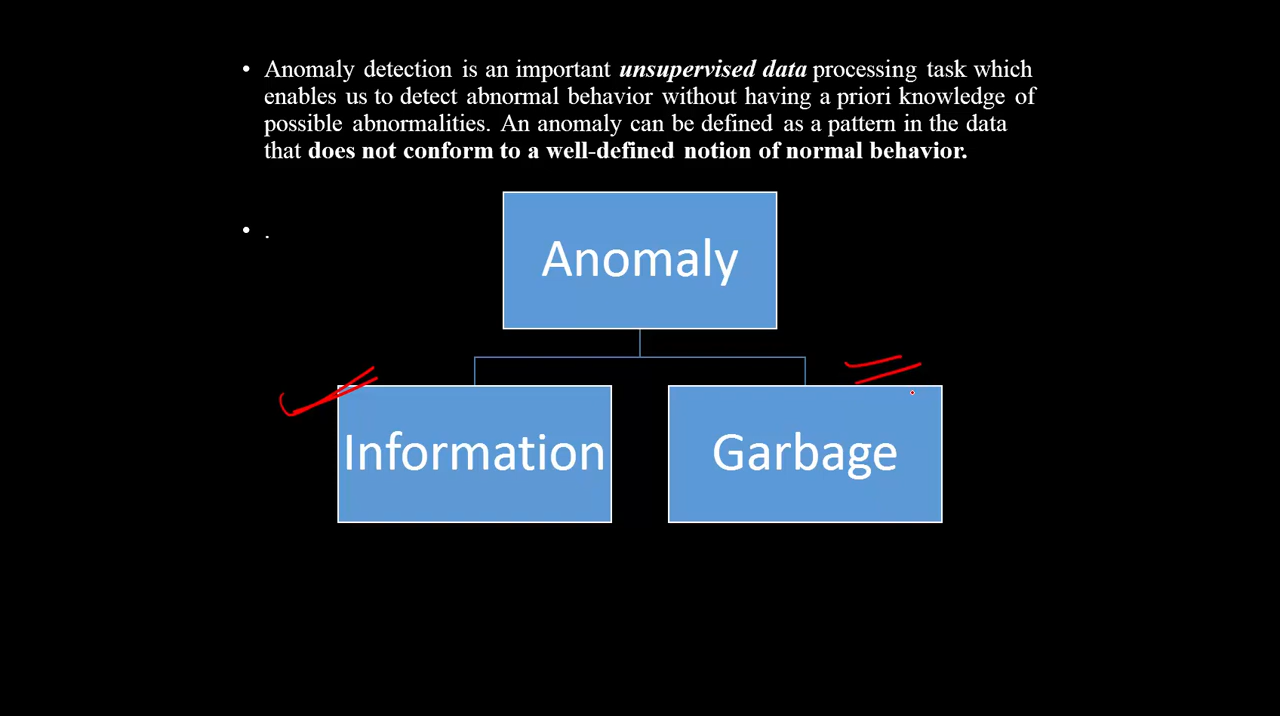 • Anomaly detection is an important unsupervised data processing task which
enables us to detect abnormal behavior without having a priori knowledge of
possible abnormalities. An anomaly can be defined as a pattern in the data
that does not conform to a well-defined notion of normal behavior.
• .
Anomaly
Information
Garbage